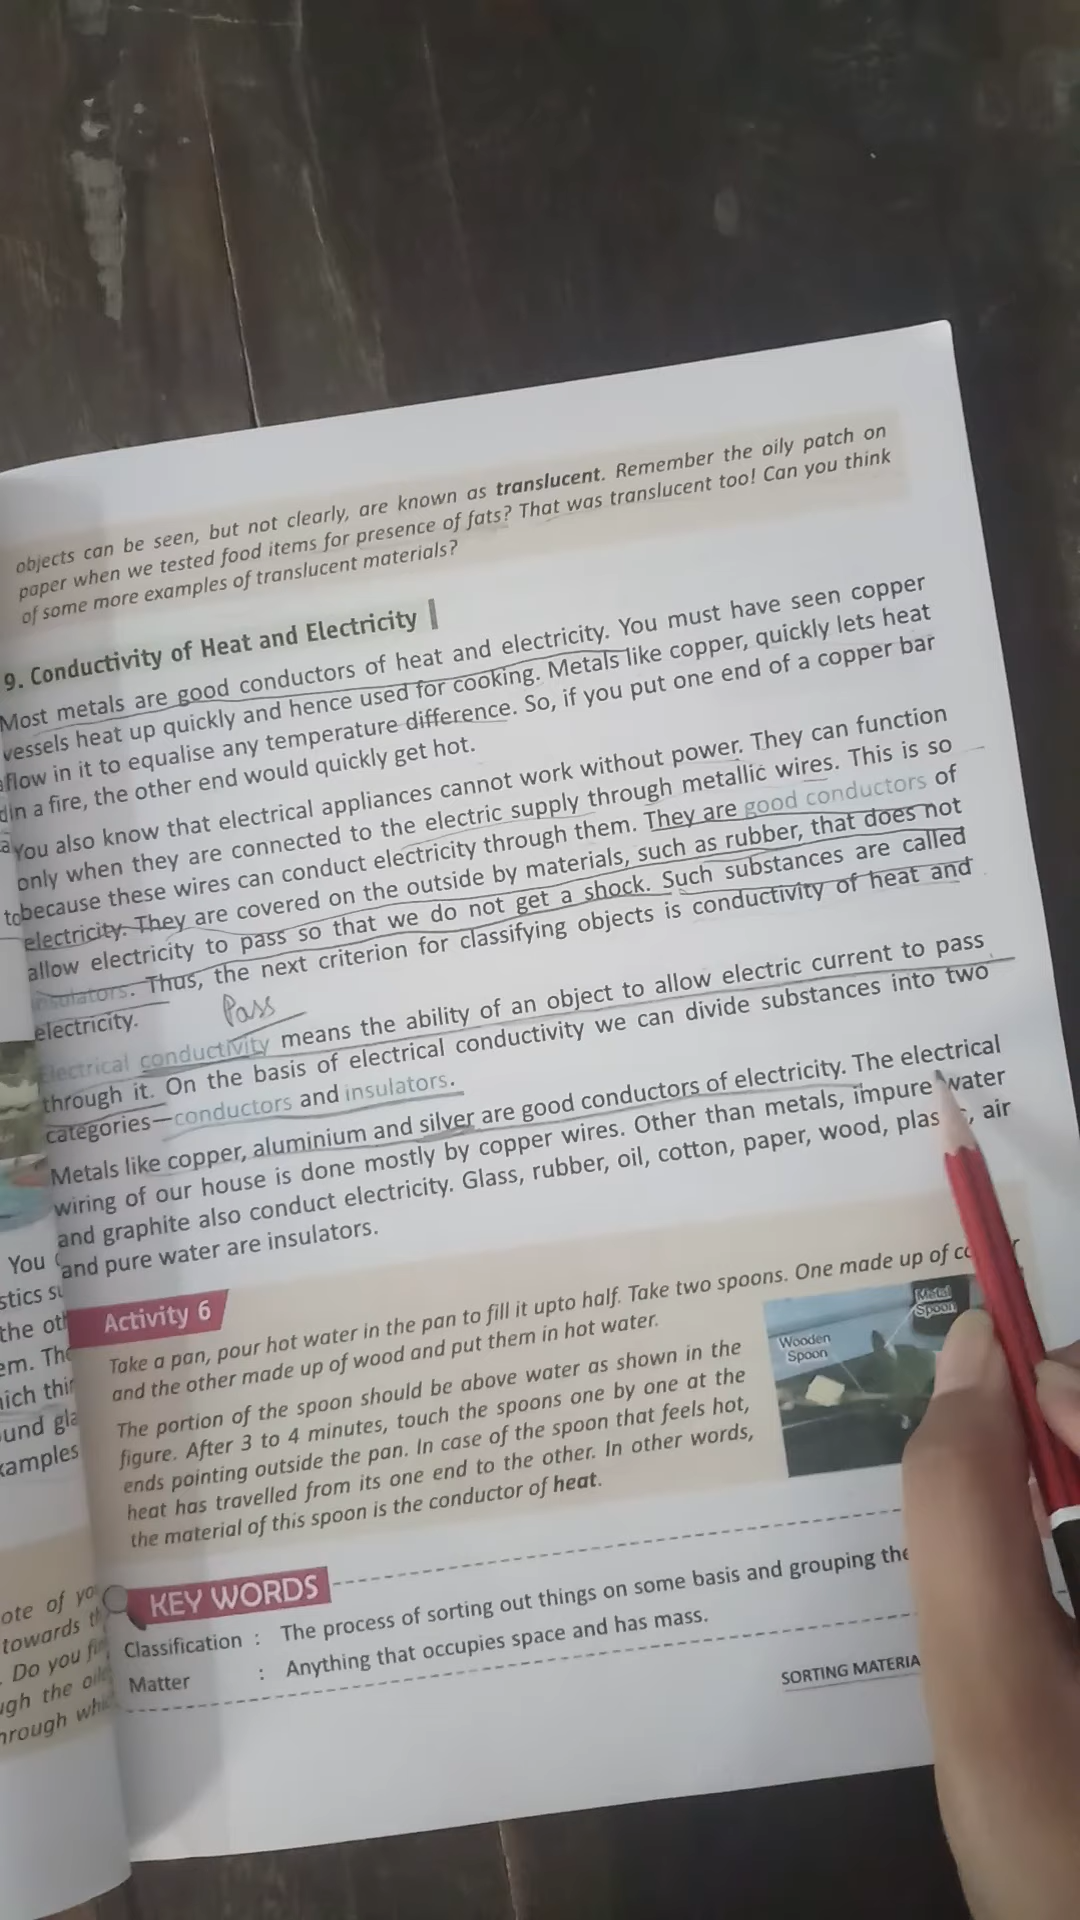 objects can be seen, but not clearly, are known as translucent. Remember the oily patch on
paper when we tested food items for presence of fats? That was translucent too! Can you think
of some more examples of translucent materials?
9. Conductivity of Heat and Electricity
Most metals are good conductors of heat and electricity. You must have seen copper
vessels heat up quickly and hence used for cooking. Metals like copper, quickly lets heat
flow in it to equalise any temperature difference. So, if you put one end of a copper bar
in a fire, the other end would quickly get hot.
You also know that electrical appliances cannot work without power. They can function
only when they are connected to the electric supply through metallic wires. This is so
because these wires can conduct electricity through them. They are good conductors of
electricity. They are covered on the outside by materials, such as rubber, that does not
allow electricity to pass so that we do not get a shock. Such substances are called
insulators. Thus, the next criterion for classifying objects is conductivity of heat and
electricity.
Pass
Electrical conductivity means the ability of an object to allow electric current to pass
through it. On the basis of electrical conductivity we can divide substances into two
categories—conductors and insulators.
Metals like copper, aluminium and silver are good conductors of electricity. The electrical
wiring of our house is done mostly by copper wires. Other than metals, impure water
and graphite also conduct electricity. Glass, rubber, oil, cotton, paper, wood, plas c, air
and pure water are insulators.
You
stics
the
em. The
ich
und
xamples
Activity 6
Take a pan, pour hot water in the pan to fill it upto half. Take two spoons. One made up of
and the other made up of wood and put them in hot water.
The portion of the spoon should be above water as shown in the
figure. After 3 to 4 minutes, touch the spoons one by one at the
ends pointing outside the pan. In case of the spoon that feels hot,
heat has travelled from its one end to the other. In other words,
the material of this spoon is the conductor of heat.
Wooden
Spoon
Metal
Spoon
ote of
towards
Do you
ugh the
hrough
KEY WORDS
Classification : The process of sorting out things on some basis and grouping
Matter : Anything that occupies space and has mass.
SORTING MATERIA